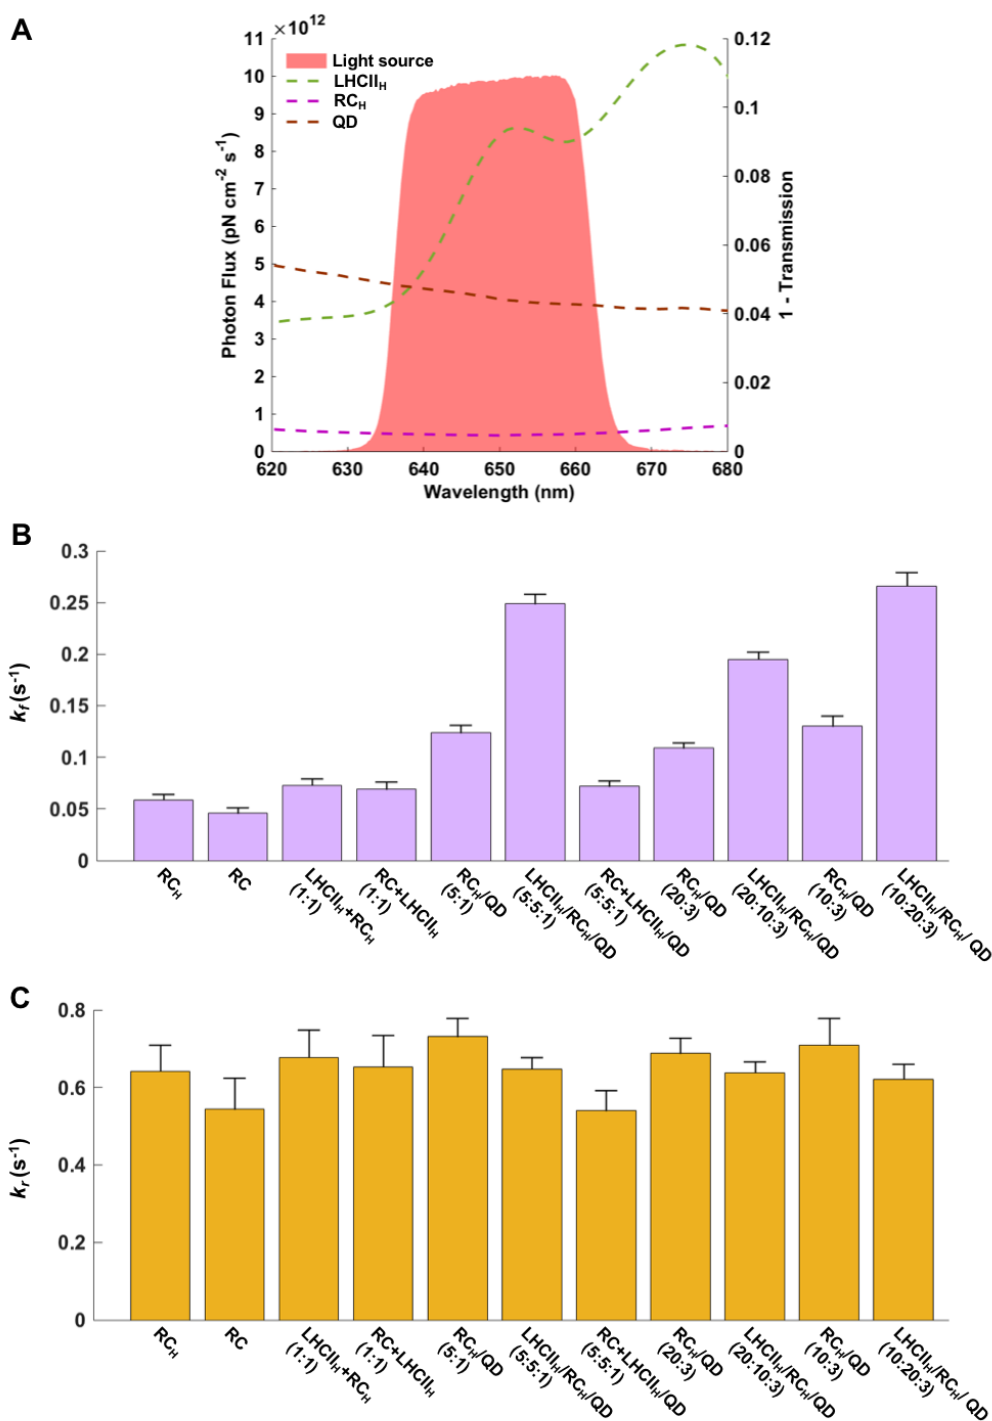 A
×10¹²
11
10
9
8
7
6
5
4
3
2
1
0
Photon Flux (pN cm⁻² s⁻¹)
Light source
LHCIIH
RCH
QD
0.12
0.1
0.08
0.06
0.04
0.02
0
1 - Transmission
620 630 640 650 660 670 680
Wavelength (nm)
B
0.3
0.25
0.2
0.15
0.1
0.05
0
kf (s⁻¹)
RCH
RC
LHCIIH+RCH
(1:1)
RC+LHCIIH
(1:1)
RCH/QD
(5:1)
LHCIIH/RCH/QD
(5:5:1)
RC+LHCIIH/QD
(5:5:1)
RCH/QD
(20:3)
LHCIIH/RCH/QD
(20:10:3)
RCH/QD
(10:3)
LHCIIH/RCH/ QD
(10:20:3)
C
0.8
0.6
0.4
0.2
0
kr (s⁻¹)
RCH
RC
LHCIIH+RCH
(1:1)
RC+LHCIIH
(1:1)
RCH/QD
(5:1)
LHCIIH/RCH/QD
(5:5:1)
RC+LHCIIH/QD
(5:5:1)
RCH/QD
(20:3)
LHCIIH/RCH/QD
(20:10:3)
RCH/QD
(10:3)
LHCIIH/RCH/ QD
(10:20:3)